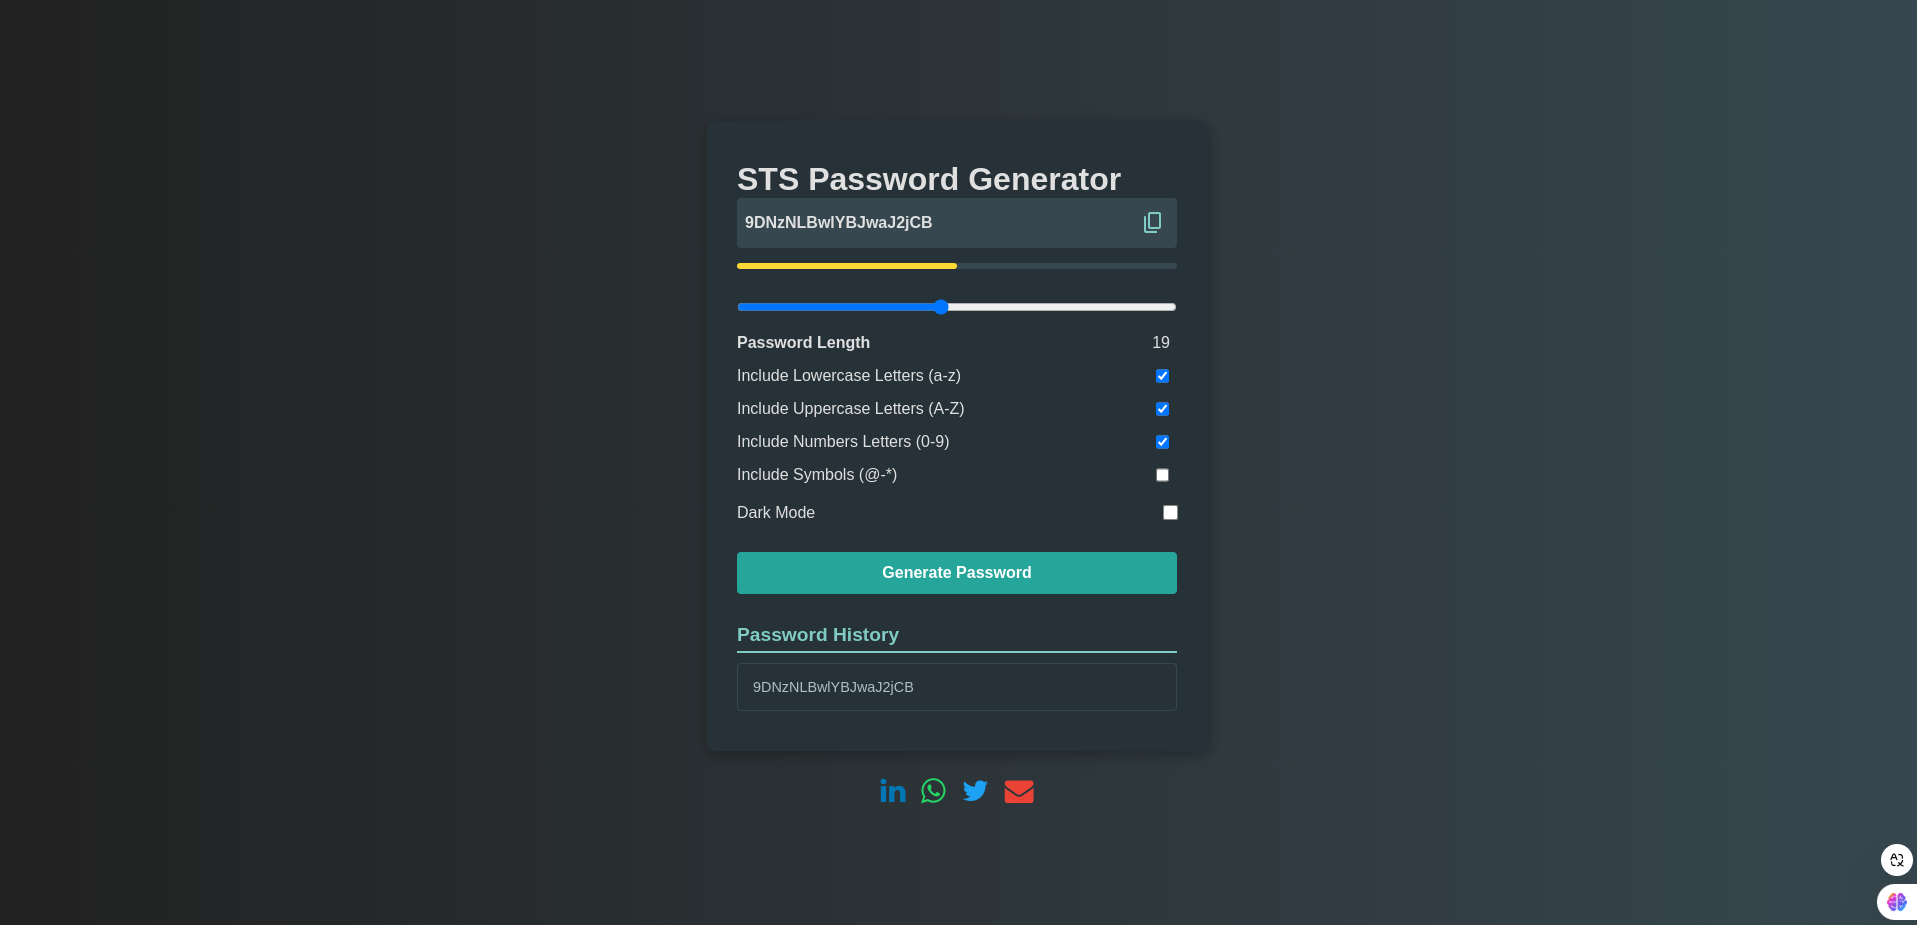 STS Password Generator
9DNzNLBwlYBJwaJ2jCB
Password Length 19
Include Lowercase Letters (a-z)
Include Uppercase Letters (A-Z)
Include Numbers Letters (0-9)
Include Symbols (@-*)
Dark Mode
Generate Password
Password History
9DNzNLBwlYBJwaJ2jCB